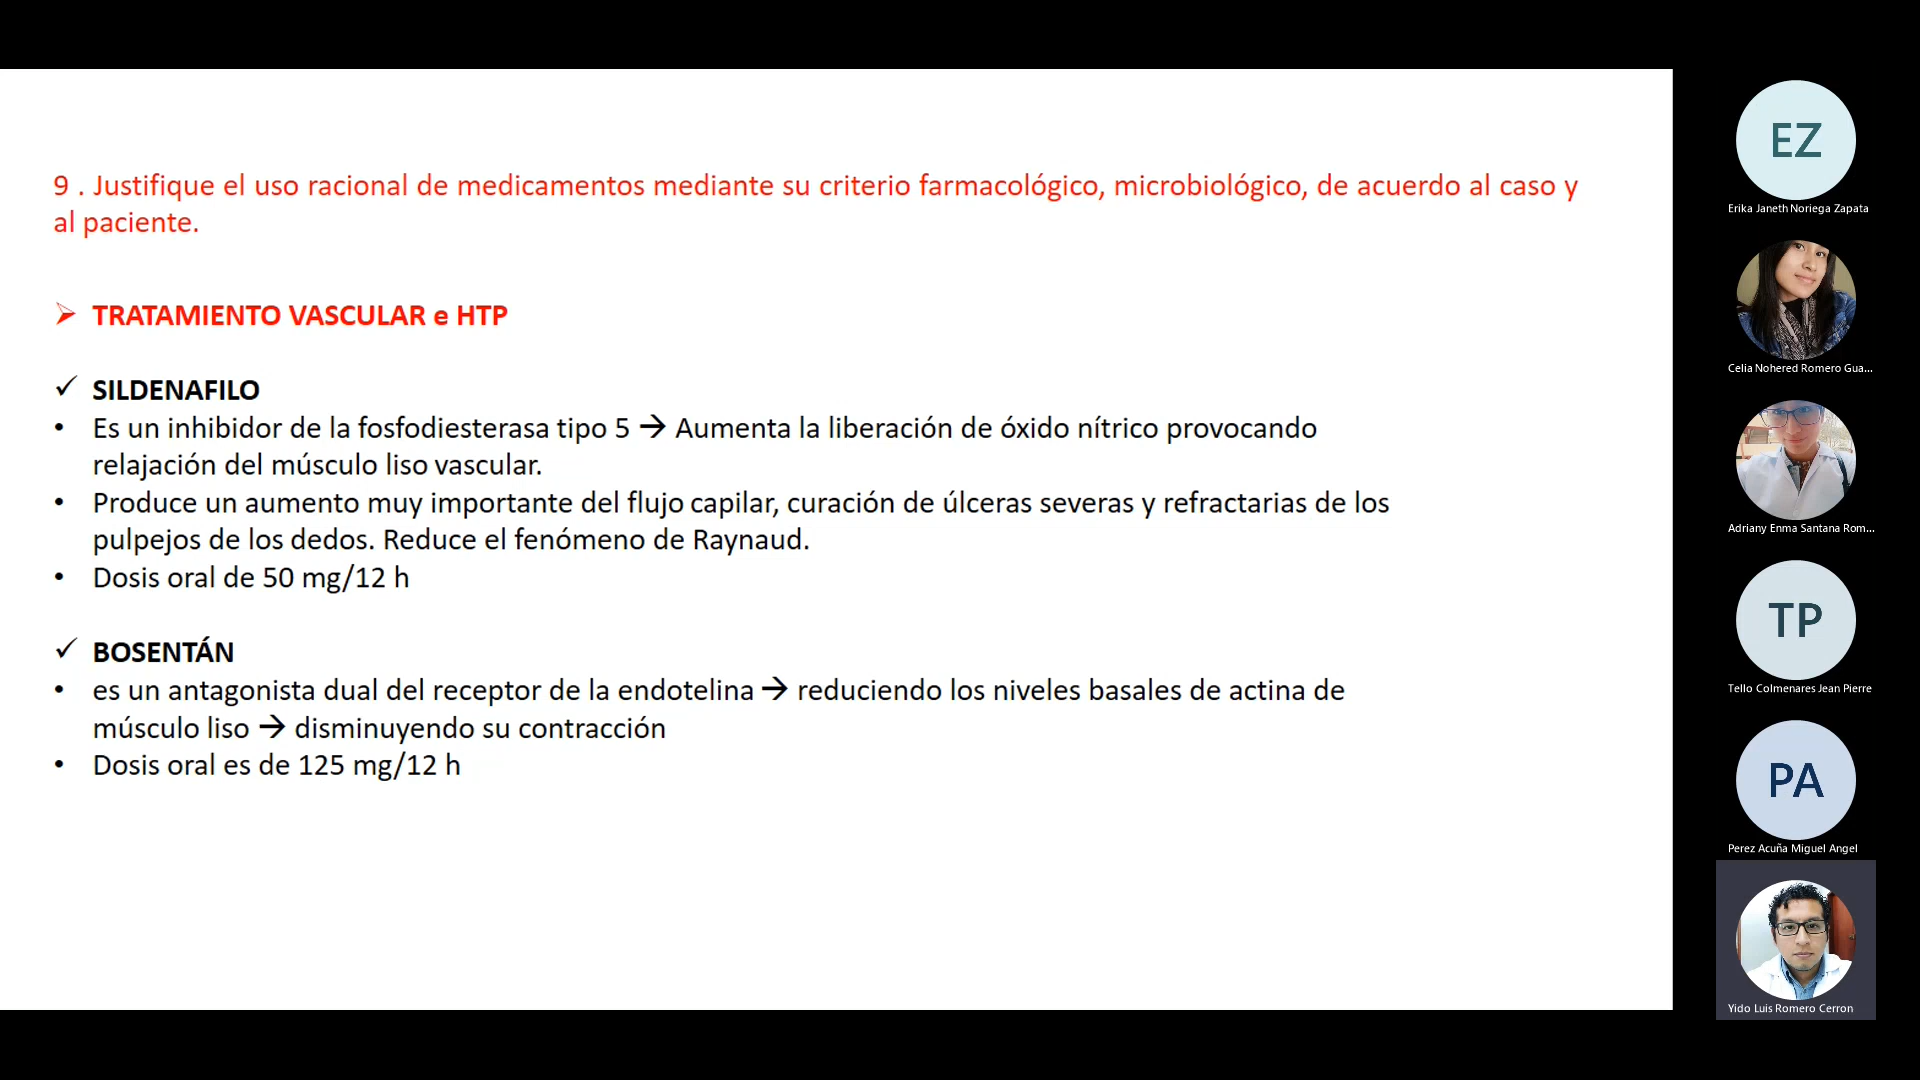 9 . Justifique el uso racional de medicamentos mediante su criterio farmacológico, microbiológico, de acuerdo al caso y
al paciente.
TRATAMIENTO VASCULAR e HTP
SILDENAFILO
Es un inhibidor de la fosfodiesterasa tipo 5 → Aumenta la liberación de óxido nítrico provocando
relajación del músculo liso vascular.
Produce un aumento muy importante del flujo capilar, curación de úlceras severas y refractarias de los
pulpejos de los dedos. Reduce el fenómeno de Raynaud.
Dosis oral de 50 mg/12 h
BOSENTÁN
es un antagonista dual del receptor de la endotelina → reduciendo los niveles basales de actina de
músculo liso → disminuyendo su contracción
Dosis oral es de 125 mg/12 h
EZ
Erika Janeth Noriega Zapata
Celia Nohered Romero Gua...
Adriany Enma Santana Rom...
TP
Tello Colmenares Jean Pierre
PA
Perez Acuña Miguel Angel
Yido Luis Romero Cerron